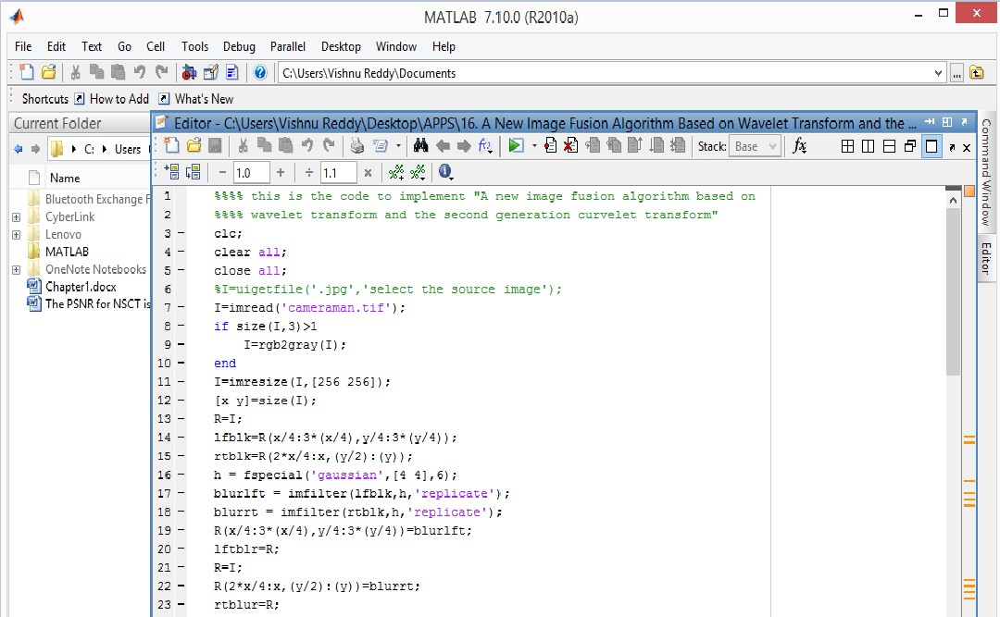 MATLAB 7.10.0 (R2010a)
File Edit Text Go Cell Tools Debug Parallel Desktop Window Help
C:\Users\Vishnu Reddy\Documents
...
Shortcuts How to Add What's New
Current Folder
Editor - C:\Users\Vishnu Reddy\Desktop\APPS\16. A New Image Fusion Algorithm Based on Wavelet Transform and the ...
C: Users
Stack: Base fx
Name
- 1.0 + ÷ 1.1 ×
Bluetooth Exchange F
CyberLink
Lenovo
MATLAB
OneNote Notebooks
Chapter1.docx
The PSNR for NSCT is
1 %%%% this is the code to implement "A new image fusion algorithm based on
2 %%%% wavelet transform and the second generation curvelet transform"
3 - clc;
4 - clear all;
5 - close all;
6 %I=uigetfile('.jpg','select the source image');
7 - I=imread('cameraman.tif');
8 - if size(I,3)>1
9 - I=rgb2gray(I);
10 - end
11 - I=imresize(I,[256 256]);
12 - [x y]=size(I);
13 - R=I;
14 - lfblk=R(x/4:3*(x/4),y/4:3*(y/4));
15 - rtblk=R(2*x/4:x,(y/2):(y));
16 - h = fspecial('gaussian',[4 4],6);
17 - blurlft = imfilter(lfblk,h,'replicate');
18 - blurrt = imfilter(rtblk,h,'replicate');
19 - R(x/4:3*(x/4),y/4:3*(y/4))=blurlft;
20 - lftblr=R;
21 - R=I;
22 - R(2*x/4:x,(y/2):(y))=blurrt;
23 - rtblur=R;
Command Window
Editor